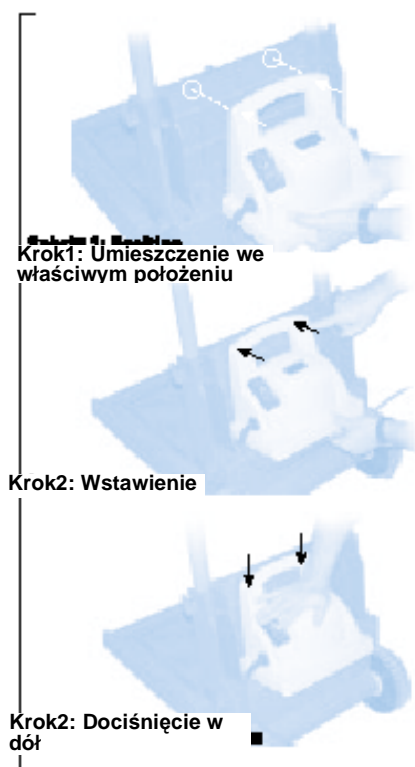 Krok1: Umieszczenie we
właściwym położeniu
Krok2: Wstawienie
Krok2: Dociśnięcie w
dół